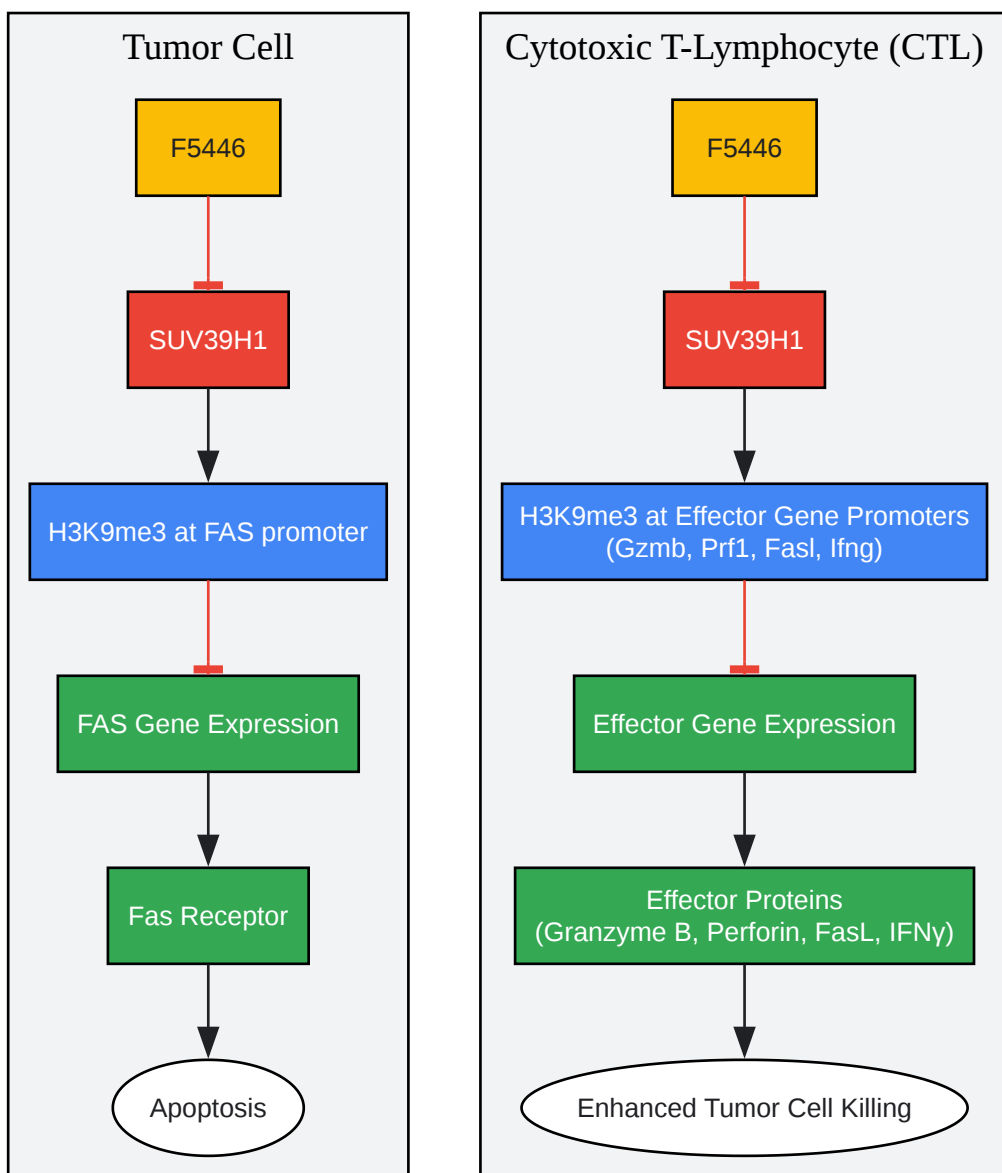 Tumor Cell
F5446
SUV39H1
H3K9me3 at FAS promoter
FAS Gene Expression
Fas Receptor
Apoptosis
Cytotoxic T-Lymphocyte (CTL)
F5446
SUV39H1
H3K9me3 at Effector Gene Promoters
(Gzmb, Prf1, Fasl, Ifng)
Effector Gene Expression
Effector Proteins
(Granzyme B, Perforin, FasL, IFNγ)
Enhanced Tumor Cell Killing